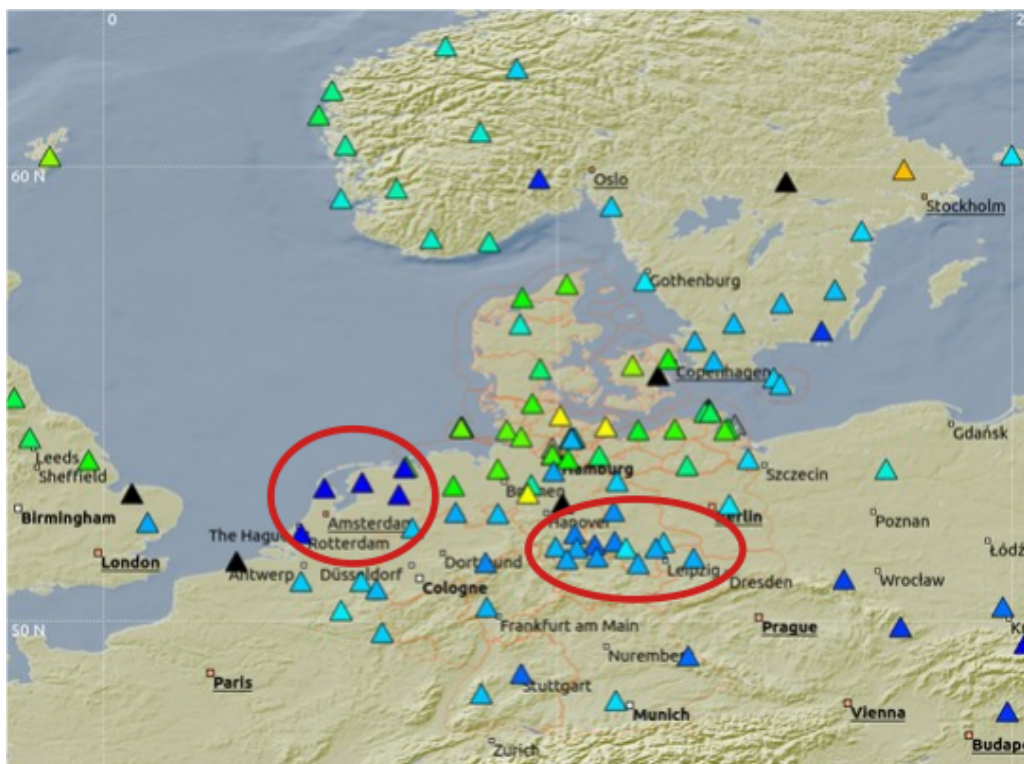 0
10 E
60 N
Oslo
Stockholm
Gothenburg
Copenhagen
Gdańsk
Leeds
Sheffield
Hamburg
Szczecin
Birmingham
Amsterdam
Hanover
Berlin
Poznan
The Hague
Rotterdam
London
Antwerp
Düsseldorf
Dortmund
Leipzig
Cologne
Dresden
Wrocław
50 N
Frankfurt am Main
Prague
Nuremberg
Paris
Stuttgart
Munich
Vienna
Zurich